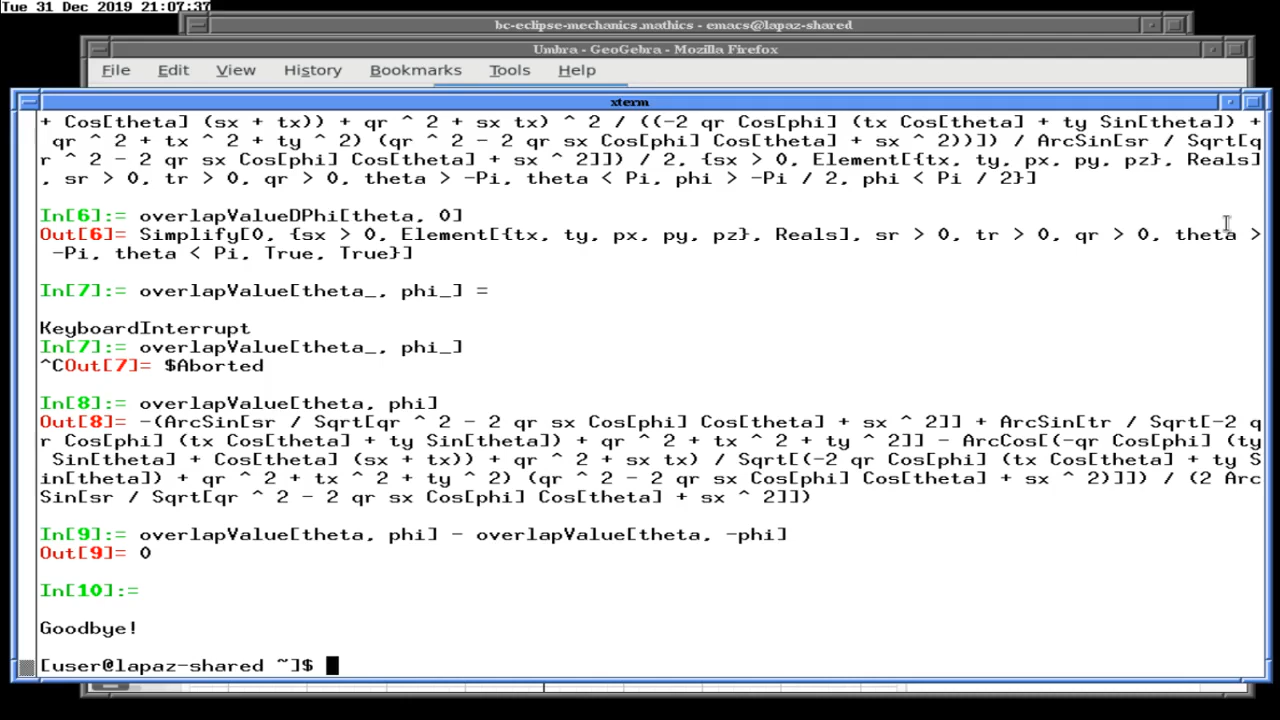 Tue 31 Dec 2019 21:07:37
bc-eclipse-mechanics.mathics - emacs@lapaz-shared
Umbra - GeoGebra - Mozilla Firefox
File Edit View History Bookmarks Tools Help
xterm
+ Cos[theta] (sx + tx)) + qr ^ 2 + sx tx) ^ 2 / ((-2 qr Cos[phi] (tx Cos[theta] + ty Sin[theta]) +
qr ^ 2 + tx ^ 2 + ty ^ 2) (qr ^ 2 - 2 qr sx Cos[phi] Cos[theta] + sx ^ 2))]) / ArcSin[sr / Sqrt[q
r ^ 2 - 2 qr sx Cos[phi] Cos[theta] + sx ^ 2]]) / 2, {sx > 0, Element[{tx, ty, px, py, pz}, Reals]
, sr > 0, tr > 0, qr > 0, theta > -Pi, theta < Pi, phi > -Pi / 2, phi < Pi / 2}]
In[6]:= overlapValueDPhi[theta, 0]
Out[6]= Simplify[0, {sx > 0, Element[{tx, ty, px, py, pz}, Reals], sr > 0, tr > 0, qr > 0, theta >
-Pi, theta < Pi, True, True}]
In[7]:= overlapValue[theta_, phi_] =
KeyboardInterrupt
In[7]:= overlapValue[theta_, phi_]
^COut[7]= $Aborted
In[8]:= overlapValue[theta, phi]
Out[8]= -(ArcSin[sr / Sqrt[qr ^ 2 - 2 qr sx Cos[phi] Cos[theta] + sx ^ 2]] + ArcSin[tr / Sqrt[-2 q
r Cos[phi] (tx Cos[theta] + ty Sin[theta]) + qr ^ 2 + tx ^ 2 + ty ^ 2]] - ArcCos[(-qr Cos[phi] (ty
Sin[theta] + Cos[theta] (sx + tx)) + qr ^ 2 + sx tx) / Sqrt[(-2 qr Cos[phi] (tx Cos[theta] + ty S
in[theta]) + qr ^ 2 + tx ^ 2 + ty ^ 2) (qr ^ 2 - 2 qr sx Cos[phi] Cos[theta] + sx ^ 2)]]) / (2 Arc
Sin[sr / Sqrt[qr ^ 2 - 2 qr sx Cos[phi] Cos[theta] + sx ^ 2]])
In[9]:= overlapValue[theta, phi] - overlapValue[theta, -phi]
Out[9]= 0
In[10]:=
Goodbye!
[user@lapaz-shared ~]$